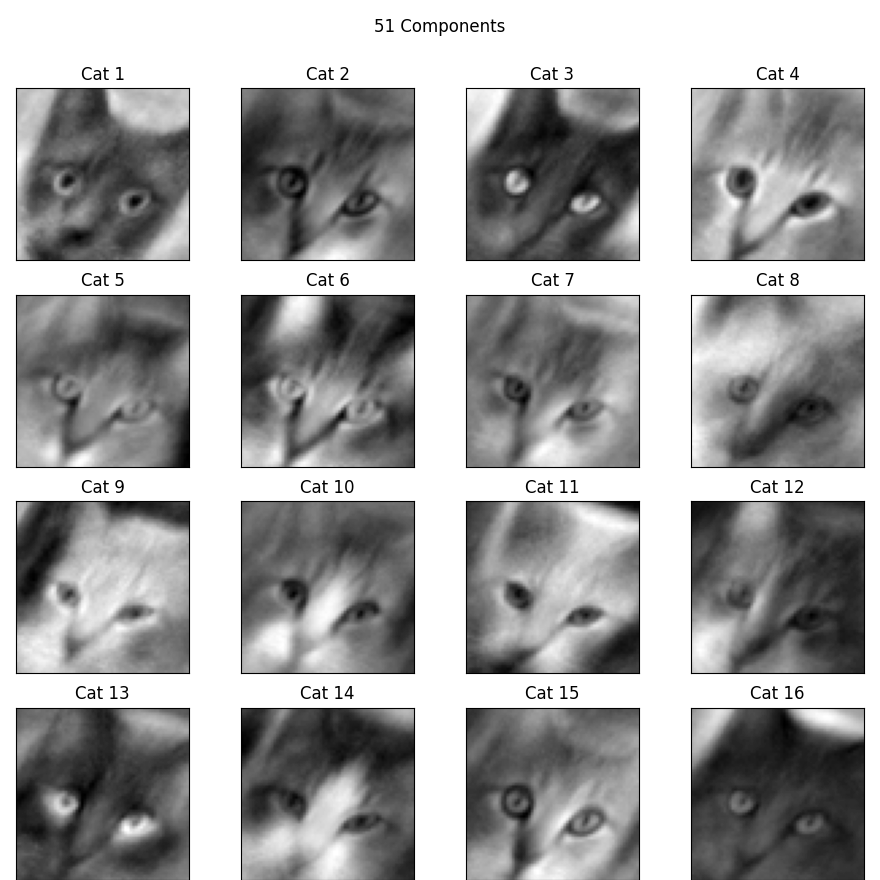 51 Components
Cat 1 Cat 2 Cat 3 Cat 4
Cat 5 Cat 6 Cat 7 Cat 8
Cat 9 Cat 10 Cat 11 Cat 12
Cat 13 Cat 14 Cat 15 Cat 16